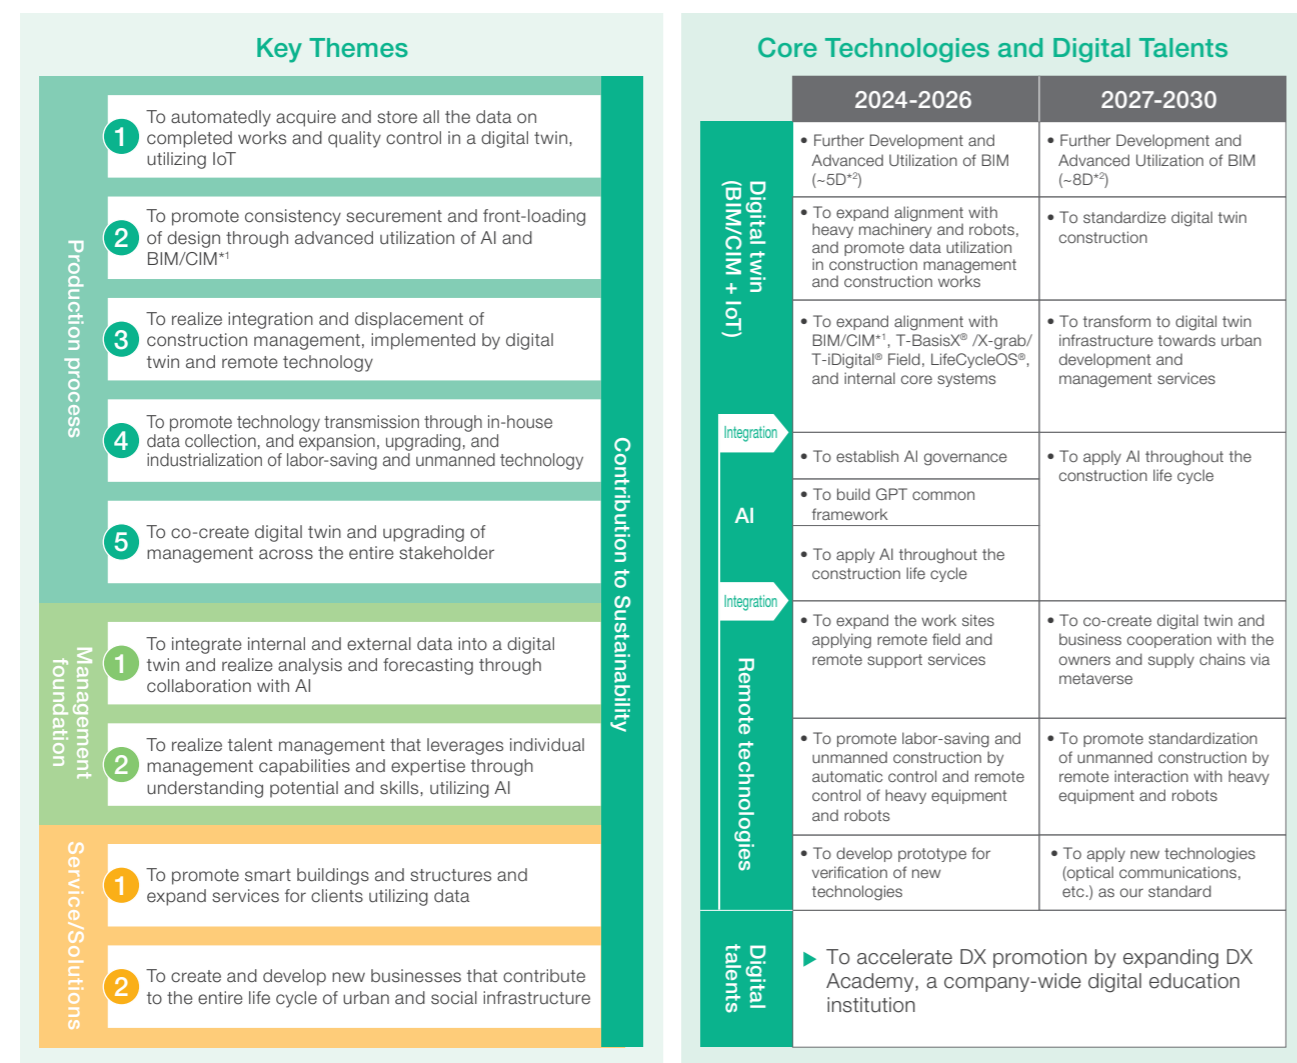 Key Themes
Production process
1
To automatedly acquire and store all the data on
completed works and quality control in a digital twin,
utilizing IoT
2
To promote consistency securement and front-loading
of design through advanced utilization of AI and
BIM/CIM*1
3
To realize integration and displacement of
construction management, implemented by digital
twin and remote technology
4
To promote technology transmission through in-house
data collection, and expansion, upgrading, and
industrialization of labor-saving and unmanned technology
5
To co-create digital twin and upgrading of
management across the entire stakeholder
Management
foundation
1
To integrate internal and external data into a digital
twin and realize analysis and forecasting through
collaboration with AI
2
To realize talent management that leverages individual
management capabilities and expertise through
understanding potential and skills, utilizing AI
Service/Solutions
1
To promote smart buildings and structures and
expand services for clients utilizing data
2
To create and develop new businesses that contribute
to the entire life cycle of urban and social infrastructure
Contribution to Sustainability
Core Technologies and Digital Talents
2024-2026
2027-2030
Digital twin
(BIM/CIM + IoT)
• Further Development and
Advanced Utilization of BIM
(~5D*2)
• Further Development and
Advanced Utilization of BIM
(~8D*2)
• To expand alignment with
heavy machinery and robots,
and promote data utilization
in construction management
and construction works
• To standardize digital twin
construction
• To expand alignment with
BIM/CIM*1, T-BasisX® /X-grab/
T-iDigital® Field, LifeCycleOS®,
and internal core systems
• To transform to digital twin
infrastructure towards urban
development and
management services
Integration
AI
• To establish AI governance
• To build GPT common
framework
• To apply AI throughout the
construction life cycle
• To apply AI throughout the
construction life cycle
Integration
Remote technologies
• To expand the work sites
applying remote field and
remote support services
• To co-create digital twin and
business cooperation with the
owners and supply chains via
metaverse
• To promote labor-saving and
unmanned construction by
automatic control and remote
control of heavy equipment
and robots
• To promote standardization
of unmanned construction by
remote interaction with heavy
equipment and robots
• To develop prototype for
verification of new
technologies
• To apply new technologies
(optical communications,
etc.) as our standard
Digital
talents
▶ To accelerate DX promotion by expanding DX
Academy, a company-wide digital education
institution